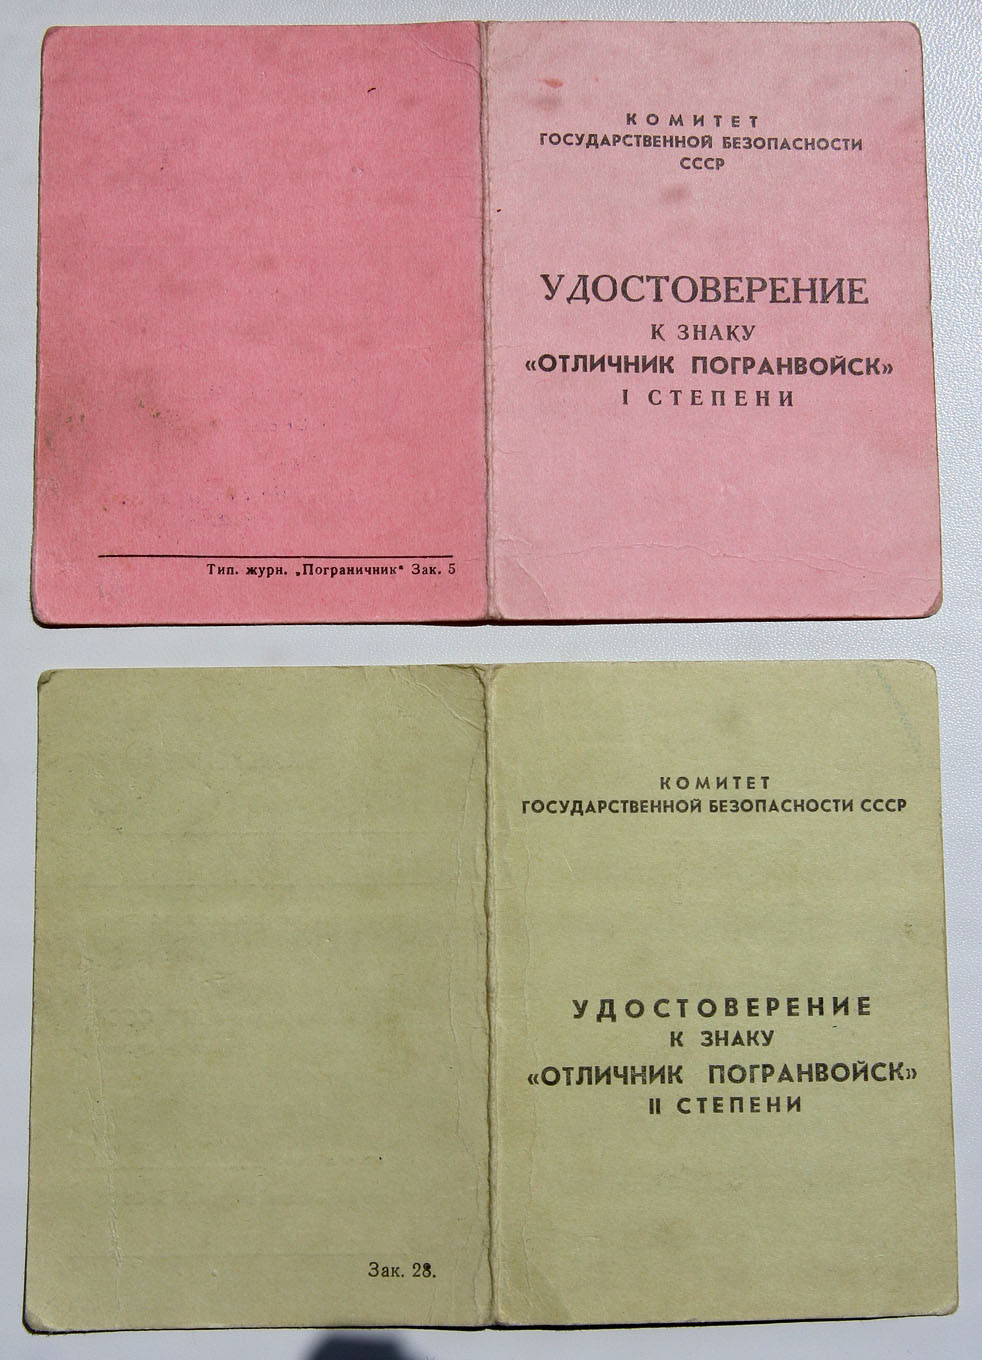 КОМИТЕТ
ГОСУДАРСТВЕННОЙ БЕЗОПАСНОСТИ
СССР
УДОСТОВЕРЕНИЕ
К ЗНАКУ
«ОТЛИЧНИК ПОГРАНВОЙСК»
I СТЕПЕНИ
Тип. журн. „Пограничник“ Зак. 5
КОМИТЕТ
ГОСУДАРСТВЕННОЙ БЕЗОПАСНОСТИ СССР
УДОСТОВЕРЕНИЕ
К ЗНАКУ
«ОТЛИЧНИК ПОГРАНВОЙСК»
II СТЕПЕНИ
Зак. 28.